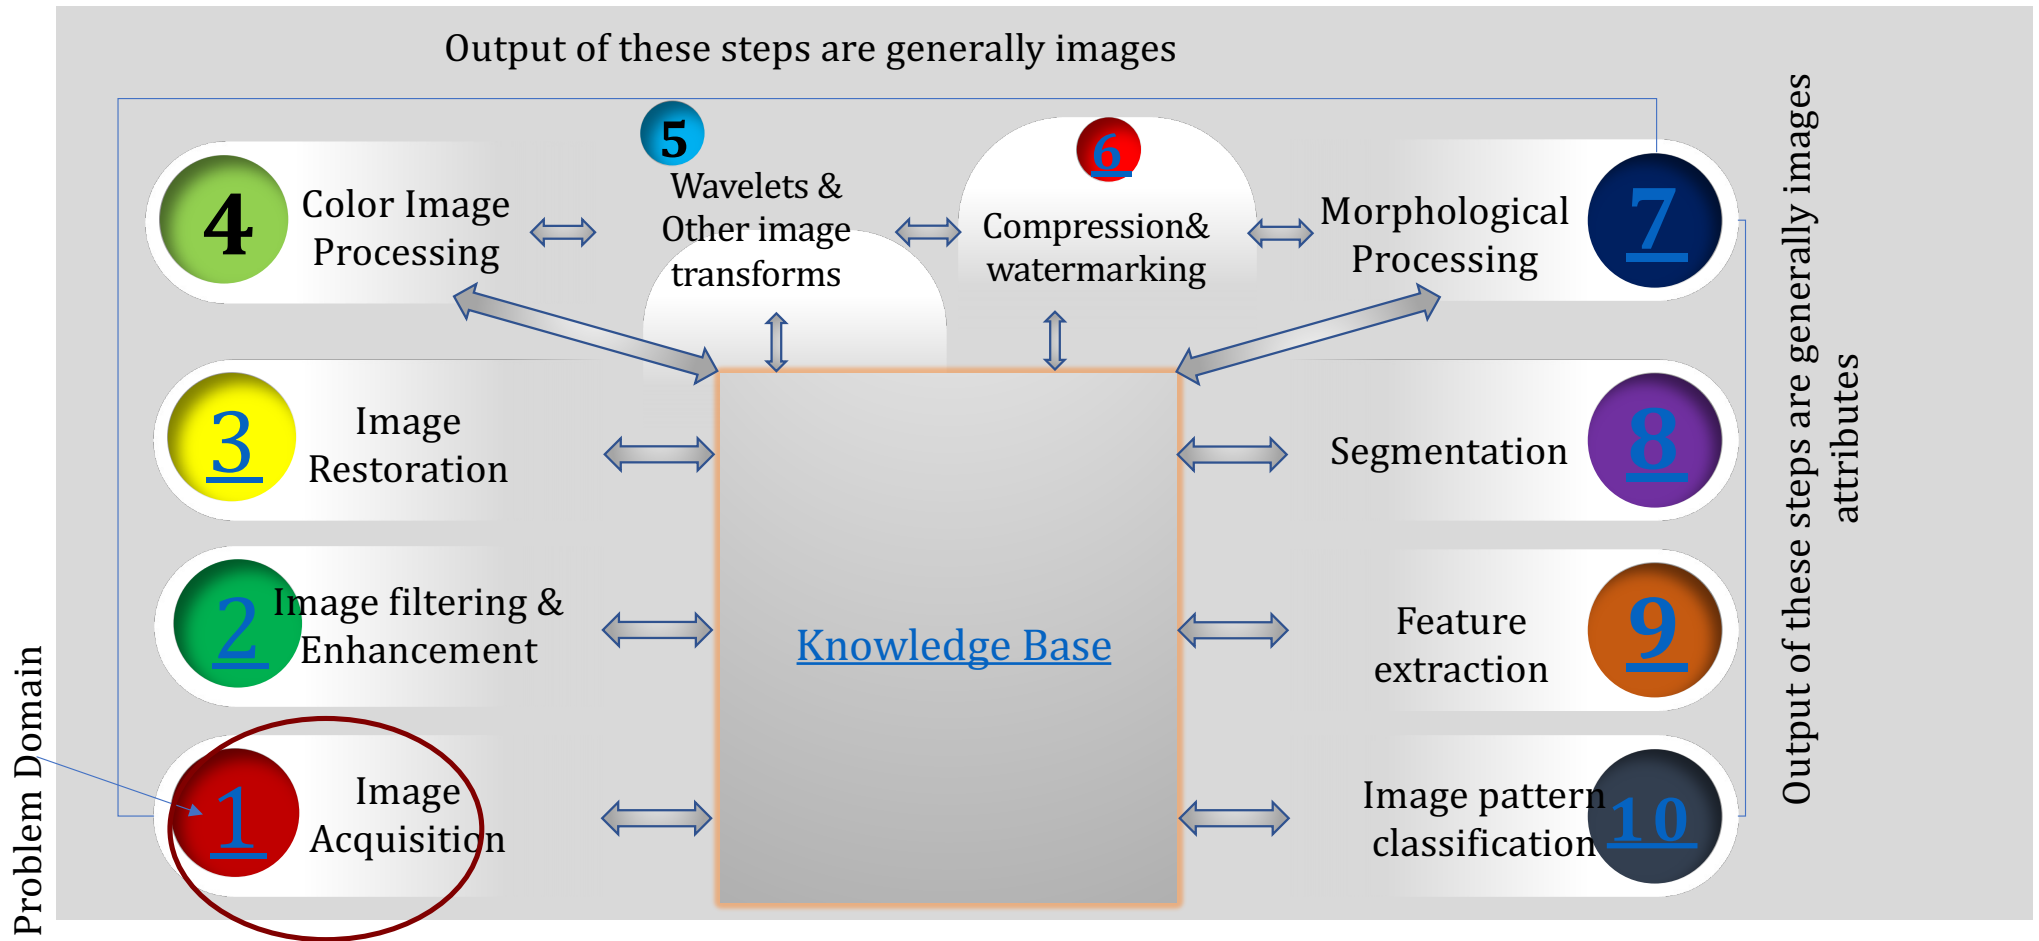 Output of these steps are generally images
4
Color Image
Processing
5
Wavelets &
Other image
transforms
6
Compression&
watermarking
Morphological
Processing
7
3
Image
Restoration
Segmentation
8
2
Image filtering &
Enhancement
Knowledge Base
Feature
extraction
9
1
Image
Acquisition
Image pattern
classification
10
Problem Domain
Output of these steps are generally images
attributes